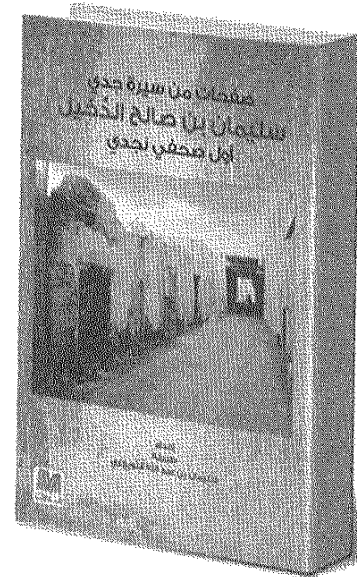 صفحات من سيرة جدي
سليمان بن صالح الدخيل
أول صحفي نجدي